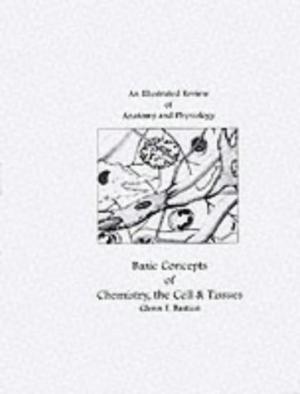 An Illustrated Review
of
Anatomy and Physiology
Basic Concepts
of
Chemistry, the Cell & Tissues
Glenn F. Bastian